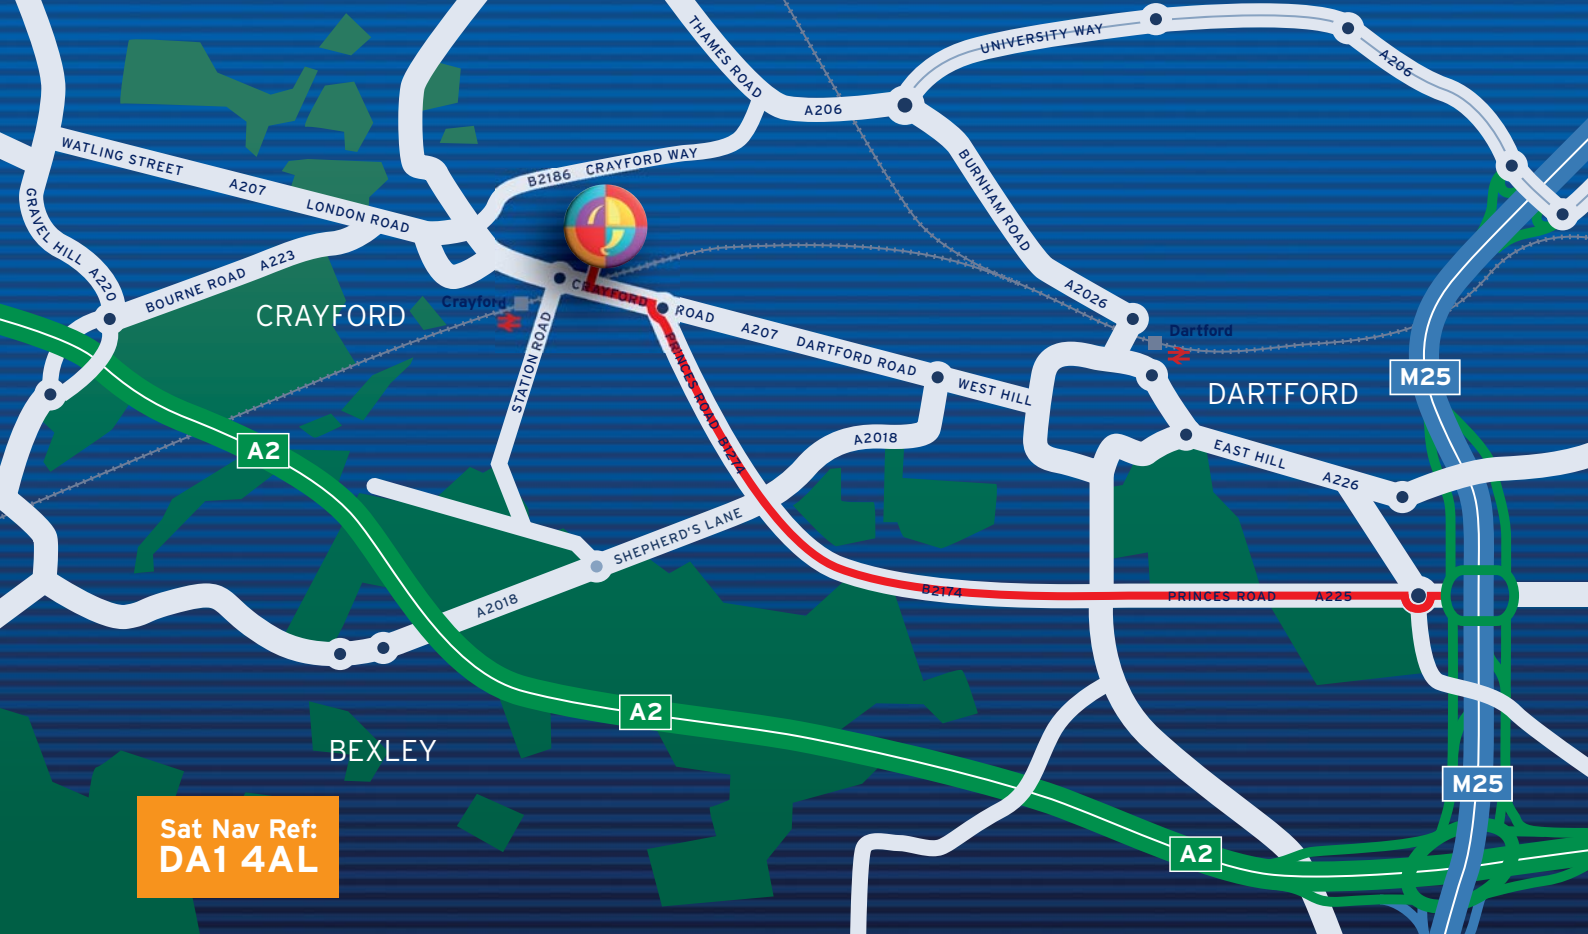 THAMES ROAD
UNIVERSITY WAY
A206
A206
WATLING STREET
A207
LONDON ROAD
B2186 CRAYFORD WAY
BURNHAM ROAD
GRAVEL HILL A220
BOURNE ROAD A223
CRAYFORD
Crayford
CRAYFORD ROAD
A207 DARTFORD ROAD
WEST HILL
A2026
Dartford
DARTFORD
M25
STATION ROAD
PRINCES ROAD B1274
A2
A2018
EAST HILL
A226
SHEPHERD'S LANE
A2018
B2174
PRINCES ROAD A225
A2
BEXLEY
M25
Sat Nav Ref:
DA1 4AL
A2